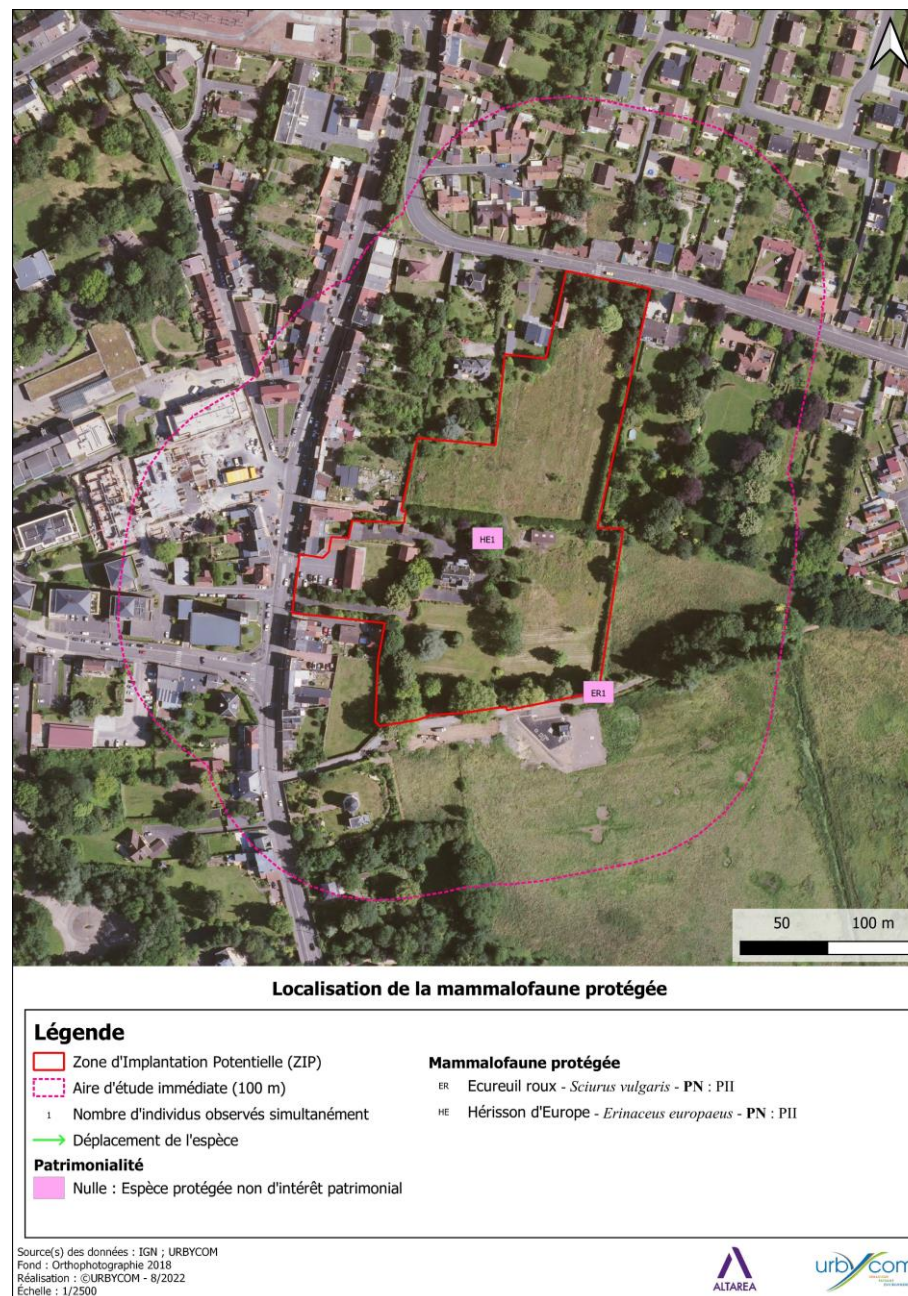 HE1
ER1
50 100 m
Localisation de la mammalofaune protégée
Légende
Zone d'Implantation Potentielle (ZIP)
Aire d'étude immédiate (100 m)
1 Nombre d'individus observés simultanément
Déplacement de l'espèce
Patrimonialité
Nulle : Espèce protégée non d'intérêt patrimonial
Mammalofaune protégée
ER Ecureuil roux - Sciurus vulgaris - PN : PII
HE Hérisson d'Europe - Erinaceus europaeus - PN : PII
Source(s) des données : IGN ; URBYCOM
Fond : Orthophotographie 2018
Réalisation : ©URBYCOM - 8/2022
Échelle : 1/2500
ALTAREA
urbycom